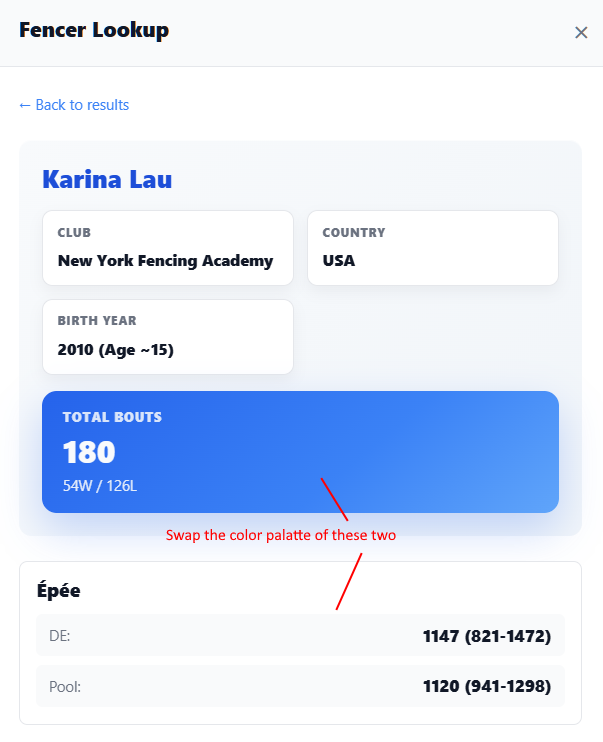 Fencer Lookup
×
← Back to results
Karina Lau
CLUB
New York Fencing Academy
COUNTRY
USA
BIRTH YEAR
2010 (Age ~15)
TOTAL BOUTS
180
54W / 126L
Swap the color palatte of these two
Épée
DE:
1147 (821-1472)
Pool:
1120 (941-1298)